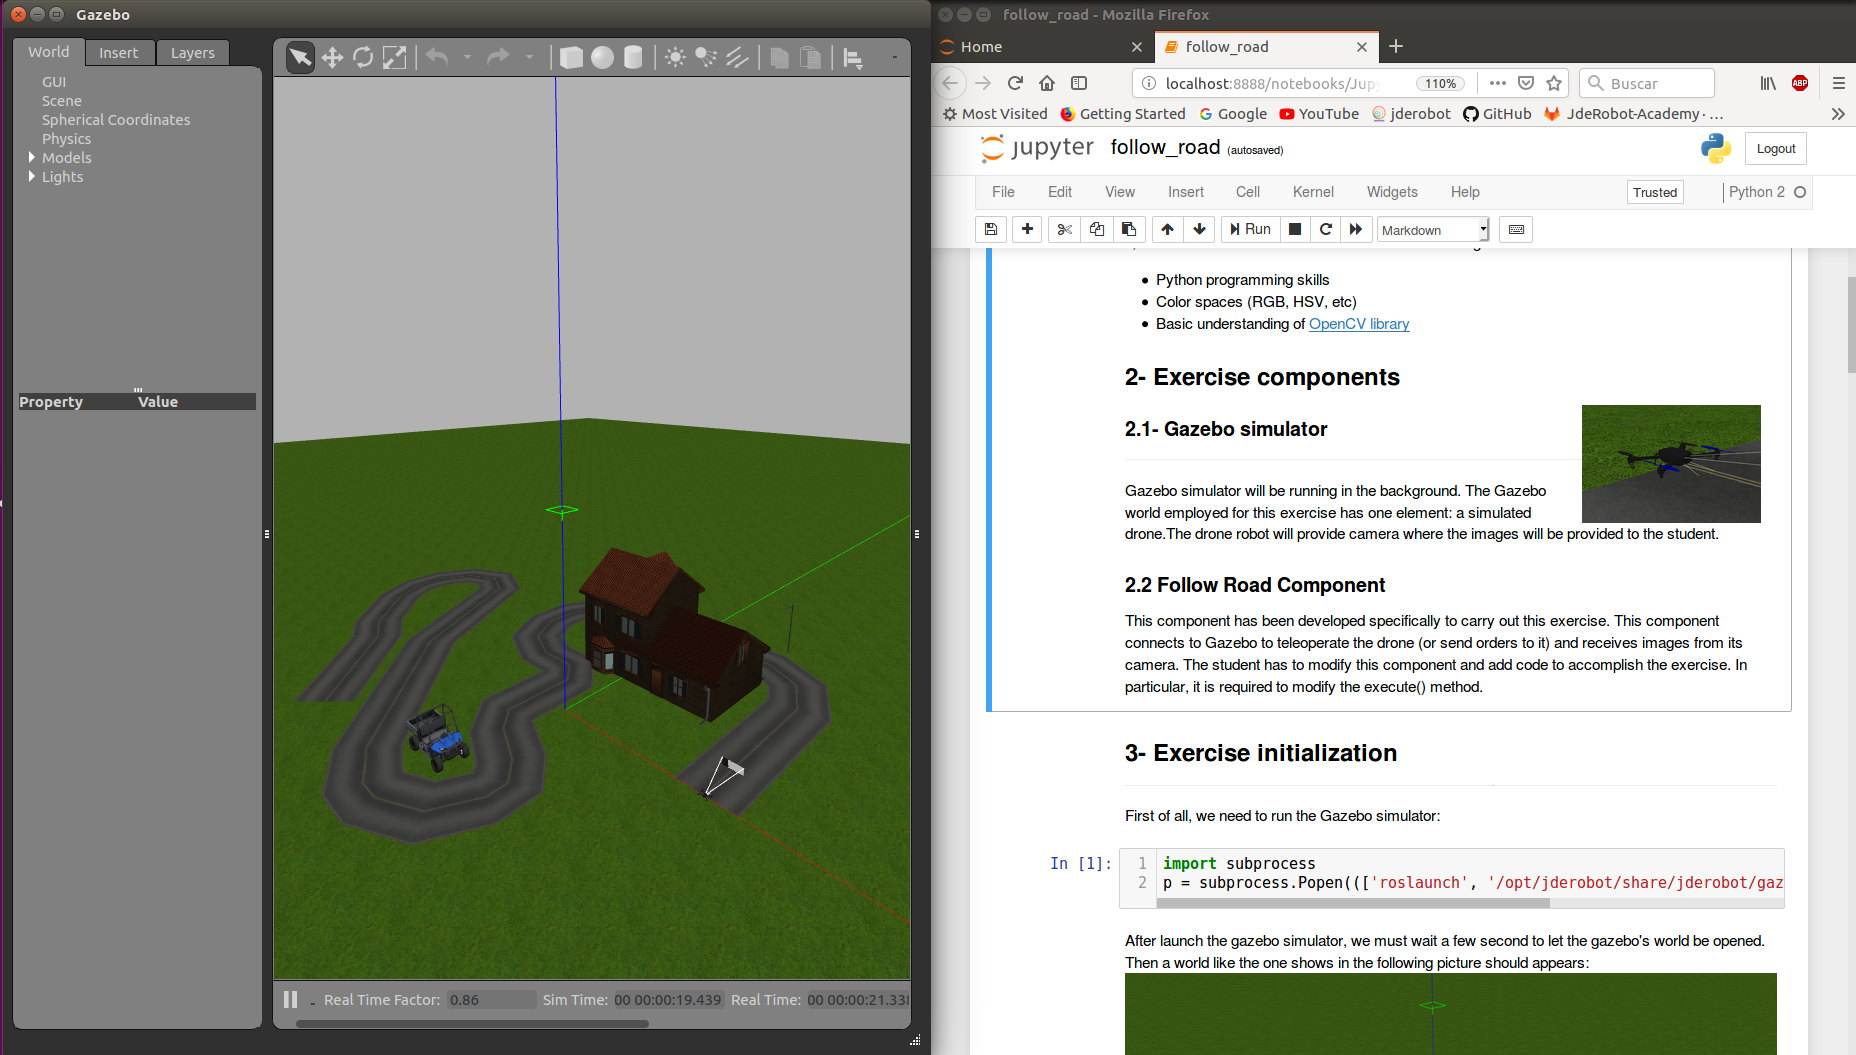 Gazebo
World
Insert
Layers
GUI
Scene
Spherical Coordinates
Physics
Models
Lights
Property
Value
Real Time Factor: 0.86
Sim Time: 00 00:00:19.439
Real Time: 00 00:00:21.338
follow_road - Mozilla Firefox
Home
follow_road
localhost:8888/notebooks/Jupy
110%
Buscar
ABP
Most Visited
Getting Started
Google
YouTube
jderobot
GitHub
JdeRobot-Academy · …
jupyter
follow_road (autosaved)
Logout
File
Edit
View
Insert
Cell
Kernel
Widgets
Help
Trusted
Python 2
Run
Markdown
Python programming skills
Color spaces (RGB, HSV, etc)
Basic understanding of OpenCV library
2- Exercise components
2.1- Gazebo simulator
Gazebo simulator will be running in the background. The Gazebo
world employed for this exercise has one element: a simulated
drone.The drone robot will provide camera where the images will be provided to the student.
2.2 Follow Road Component
This component has been developed specifically to carry out this exercise. This component
connects to Gazebo to teleoperate the drone (or send orders to it) and receives images from its
camera. The student has to modify this component and add code to accomplish the exercise. In
particular, it is required to modify the execute() method.
3- Exercise initialization
First of all, we need to run the Gazebo simulator:
In [1]:
1 import subprocess
2 p = subprocess.Popen((['roslaunch', '/opt/jderobot/share/jderobot/gaz
After launch the gazebo simulator, we must wait a few second to let the gazebo's world be opened.
Then a world like the one shows in the following picture should appears: